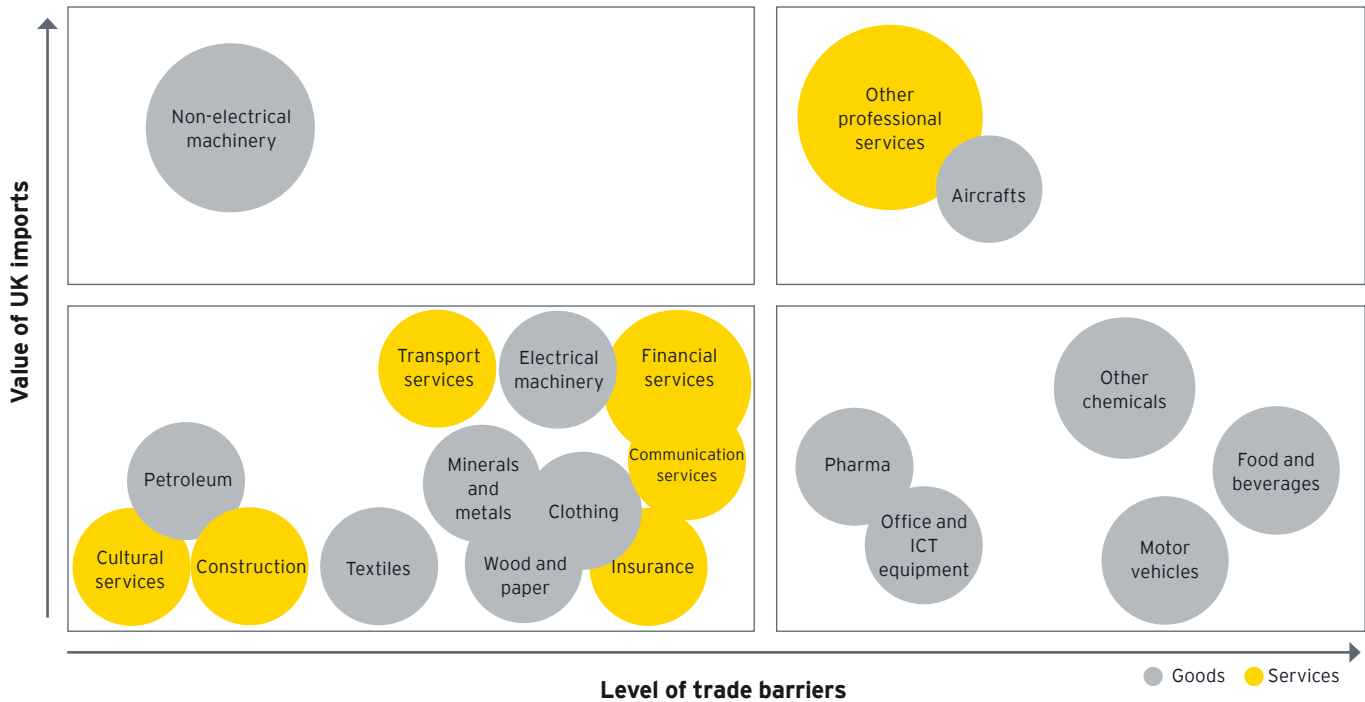 Value of UK imports
Non-electrical
machinery
Other
professional
services
Aircrafts
Transport
services
Electrical
machinery
Financial
services
Communication
services
Petroleum
Minerals
and
metals
Clothing
Cultural
services
Construction
Textiles
Wood and
paper
Insurance
Other
chemicals
Pharma
Food and
beverages
Office and
ICT
equipment
Motor
vehicles
Level of trade barriers
Goods
Services